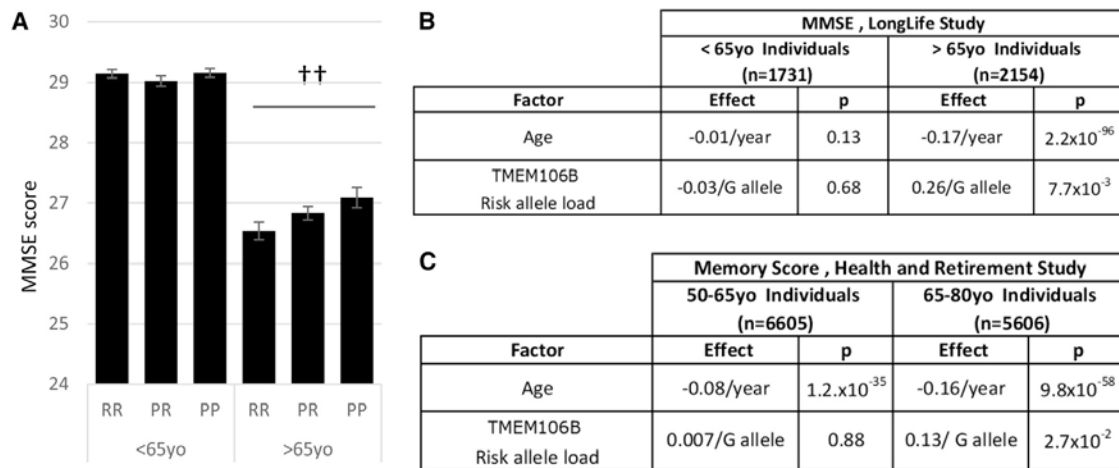 A
MMSE score
30
29
28
27
26
25
24
††
RR PR PP RR PR PP
<65yo >65yo
B
MMSE , LongLife Study
< 65yo Individuals (n=1731) > 65yo Individuals (n=2154)
Factor Effect p Effect p
Age -0.01/year 0.13 -0.17/year 2.2x10-96
TMEM106B Risk allele load -0.03/G allele 0.68 0.26/G allele 7.7x10-3
C
Memory Score , Health and Retirement Study
50-65yo Individuals (n=6605) 65-80yo Individuals (n=5606)
Factor Effect p Effect p
Age -0.08/year 1.2.x10-35 -0.16/year 9.8x10-58
TMEM106B Risk allele load 0.007/G allele 0.88 0.13/ G allele 2.7x10-2